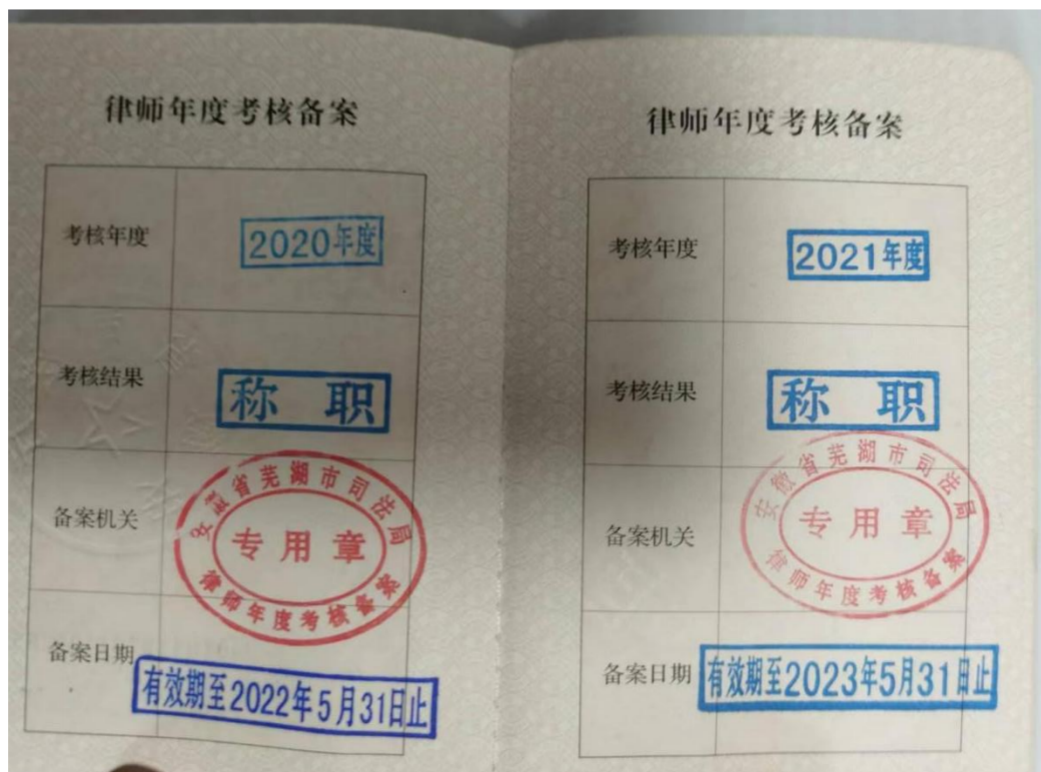 律师年度考核备案
考核年度
2020年度
考核结果
称 职
备案机关
安徽省芜湖市司法局
专用章
律师年度考核备案
备案日期
有效期至2022年5月31日止
律师年度考核备案
考核年度
2021年度
考核结果
称 职
备案机关
安徽省芜湖市司法局
专用章
律师年度考核备案
备案日期
有效期至2023年5月31日止